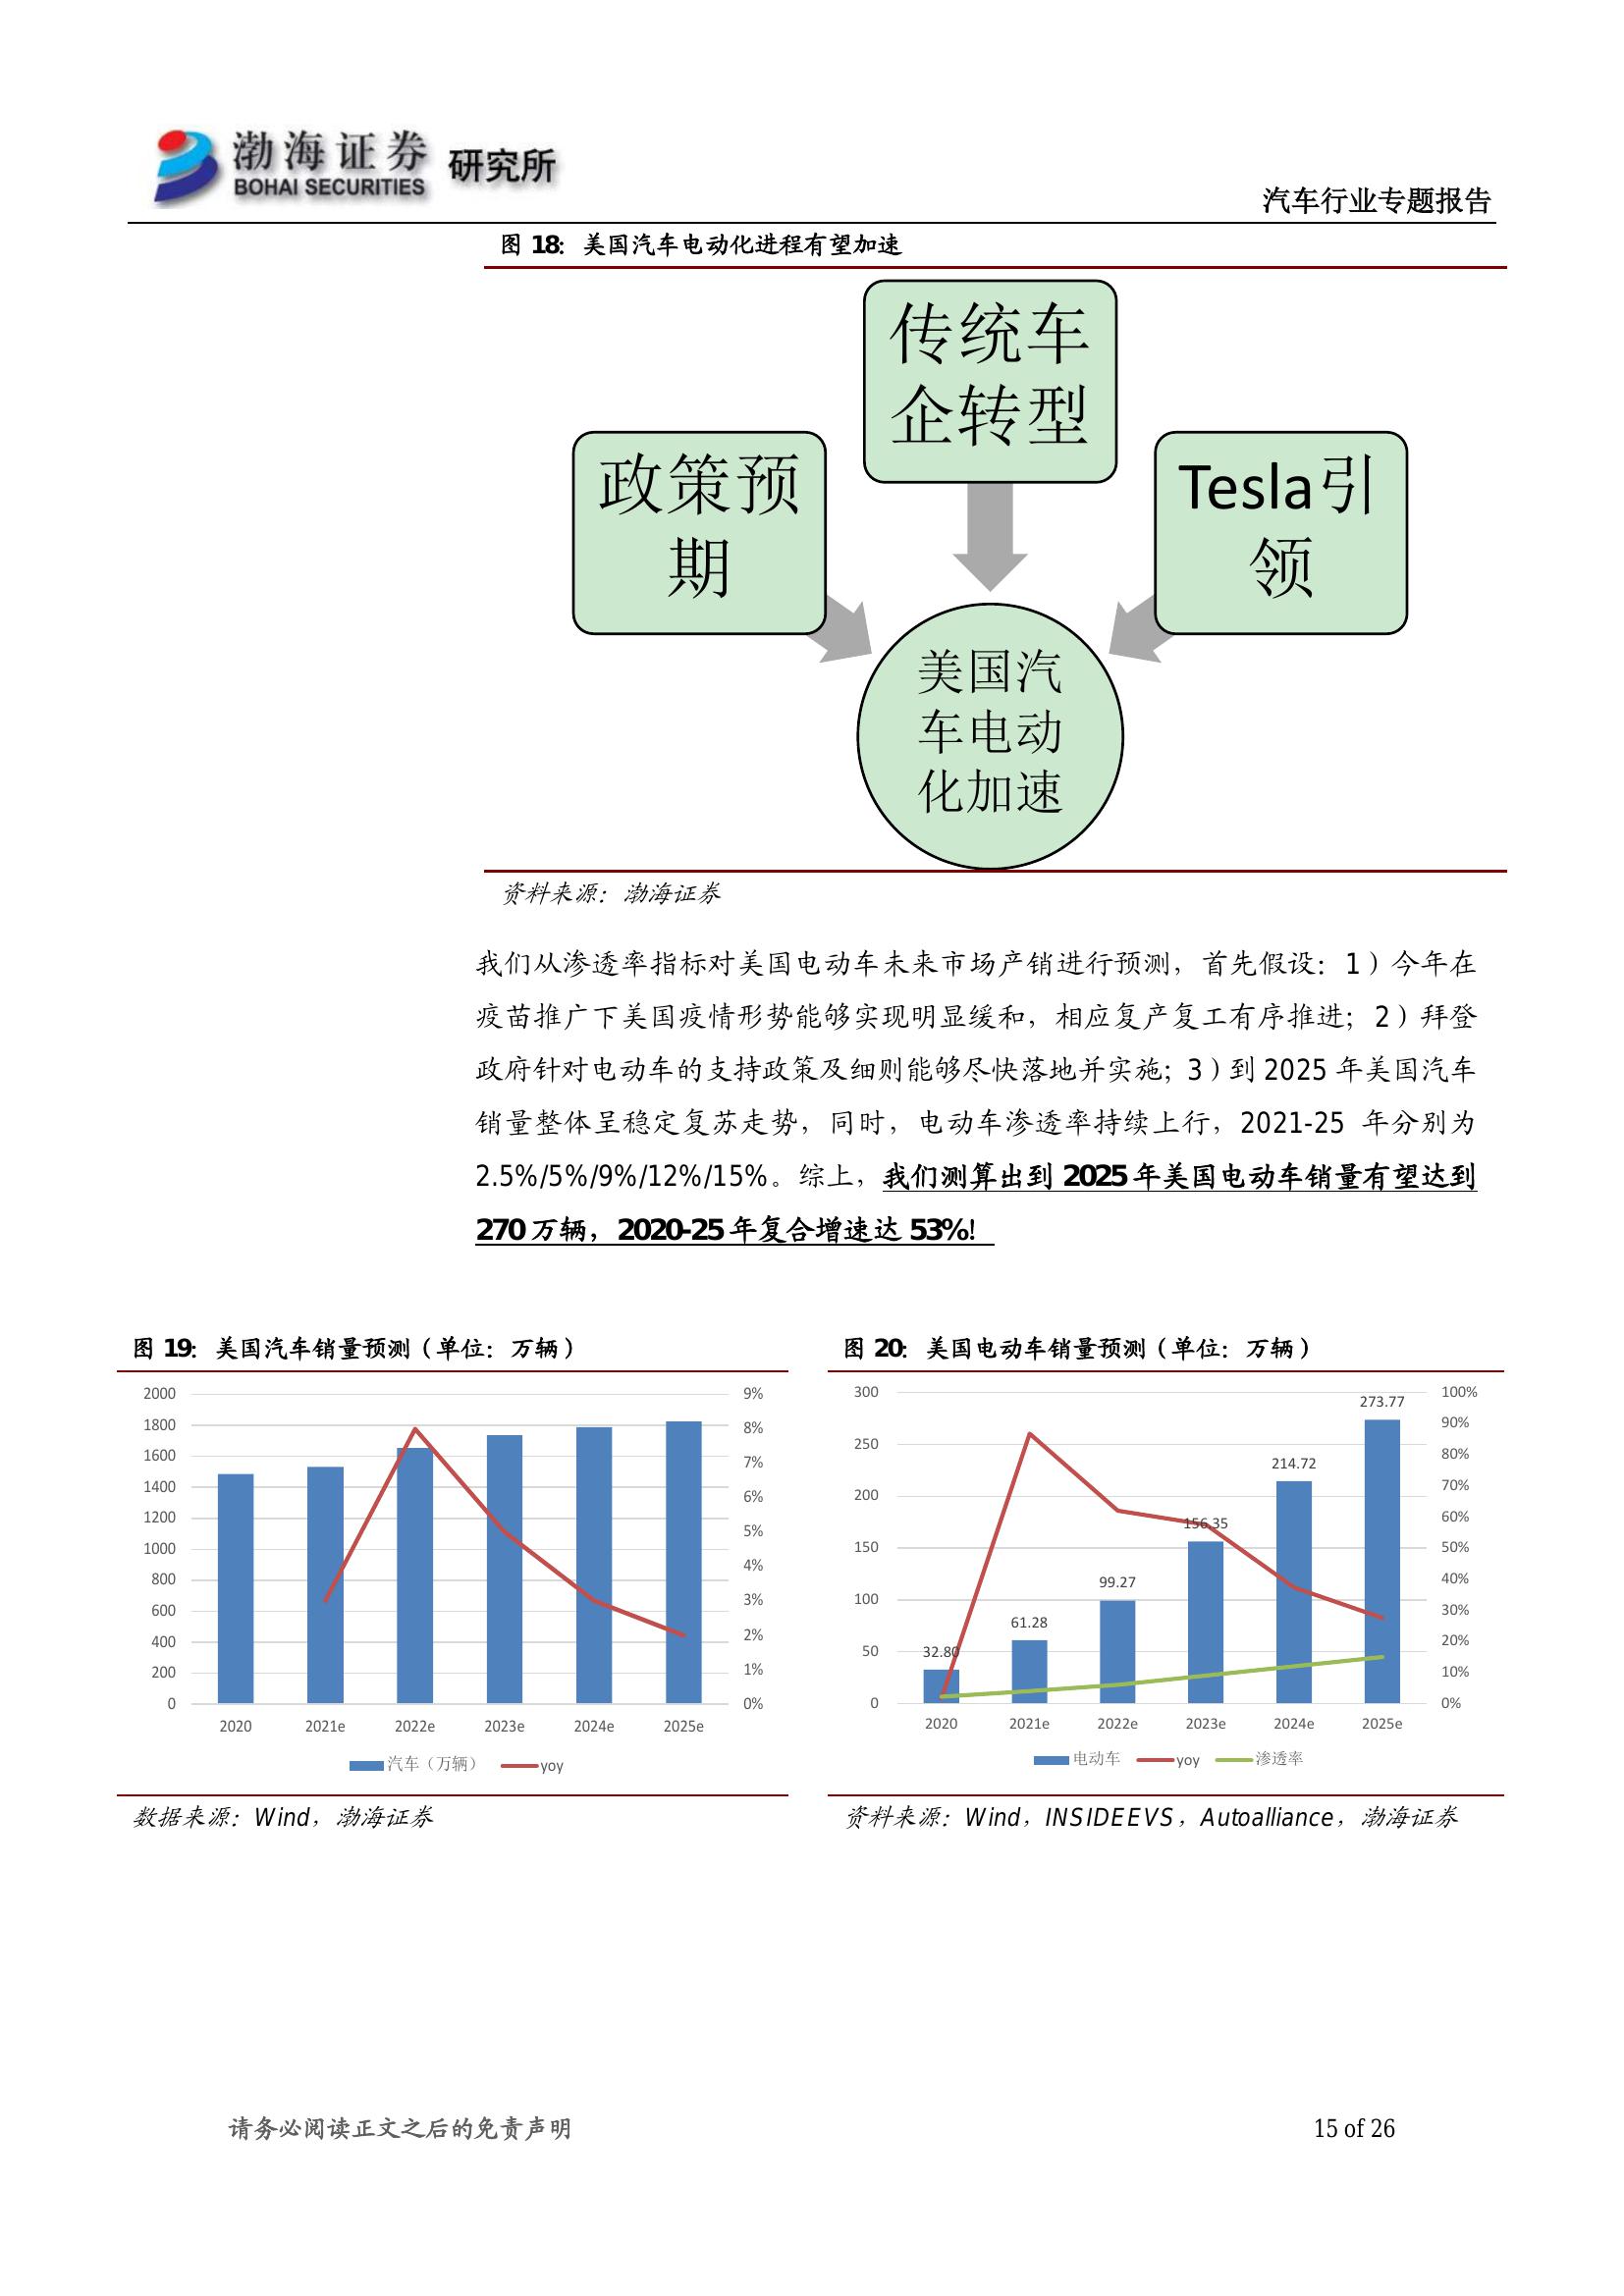 渤海证券 研究所
BOHAI SECURITIES
汽车行业专题报告
图 18：美国汽车电动化进程有望加速
传统车
企转型
政策预
期
Tesla引
领
美国汽
车电动
化加速
资料来源：渤海证券
我们从渗透率指标对美国电动车未来市场产销进行预测，首先假设：1）今年在
疫苗推广下美国疫情形势能够实现明显缓和，相应复产复工有序推进；2）拜登
政府针对电动车的支持政策及细则能够尽快落地并实施；3）到 2025 年美国汽车
销量整体呈稳定复苏走势，同时，电动车渗透率持续上行，2021-25 年分别为
2.5%/5%/9%/12%/15%。综上，我们测算出到 2025 年美国电动车销量有望达到
270 万辆，2020-25 年复合增速达 53%！
图 19：美国汽车销量预测（单位：万辆）
2000
1800
1600
1400
1200
1000
800
600
400
200
0
9%
8%
7%
6%
5%
4%
3%
2%
1%
0%
2020 2021e 2022e 2023e 2024e 2025e
汽车（万辆） yoy
数据来源：Wind，渤海证券
图 20：美国电动车销量预测（单位：万辆）
300
250
200
150
100
50
0
32.80
61.28
99.27
156.35
214.72
273.77
100%
90%
80%
70%
60%
50%
40%
30%
20%
10%
0%
2020 2021e 2022e 2023e 2024e 2025e
电动车 yoy 渗透率
资料来源：Wind，INSIDEEVS，Autoalliance，渤海证券
请务必阅读正文之后的免责声明
15 of 26